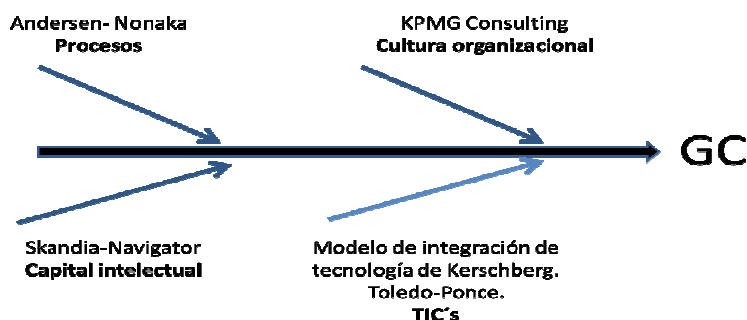 Andersen- Nonaka
Procesos
KPMG Consulting
Cultura organizacional
GC
Skandia-Navigator
Capital intelectual
Modelo de integración de
tecnología de Kerschberg.
Toledo-Ponce.
TIC´s